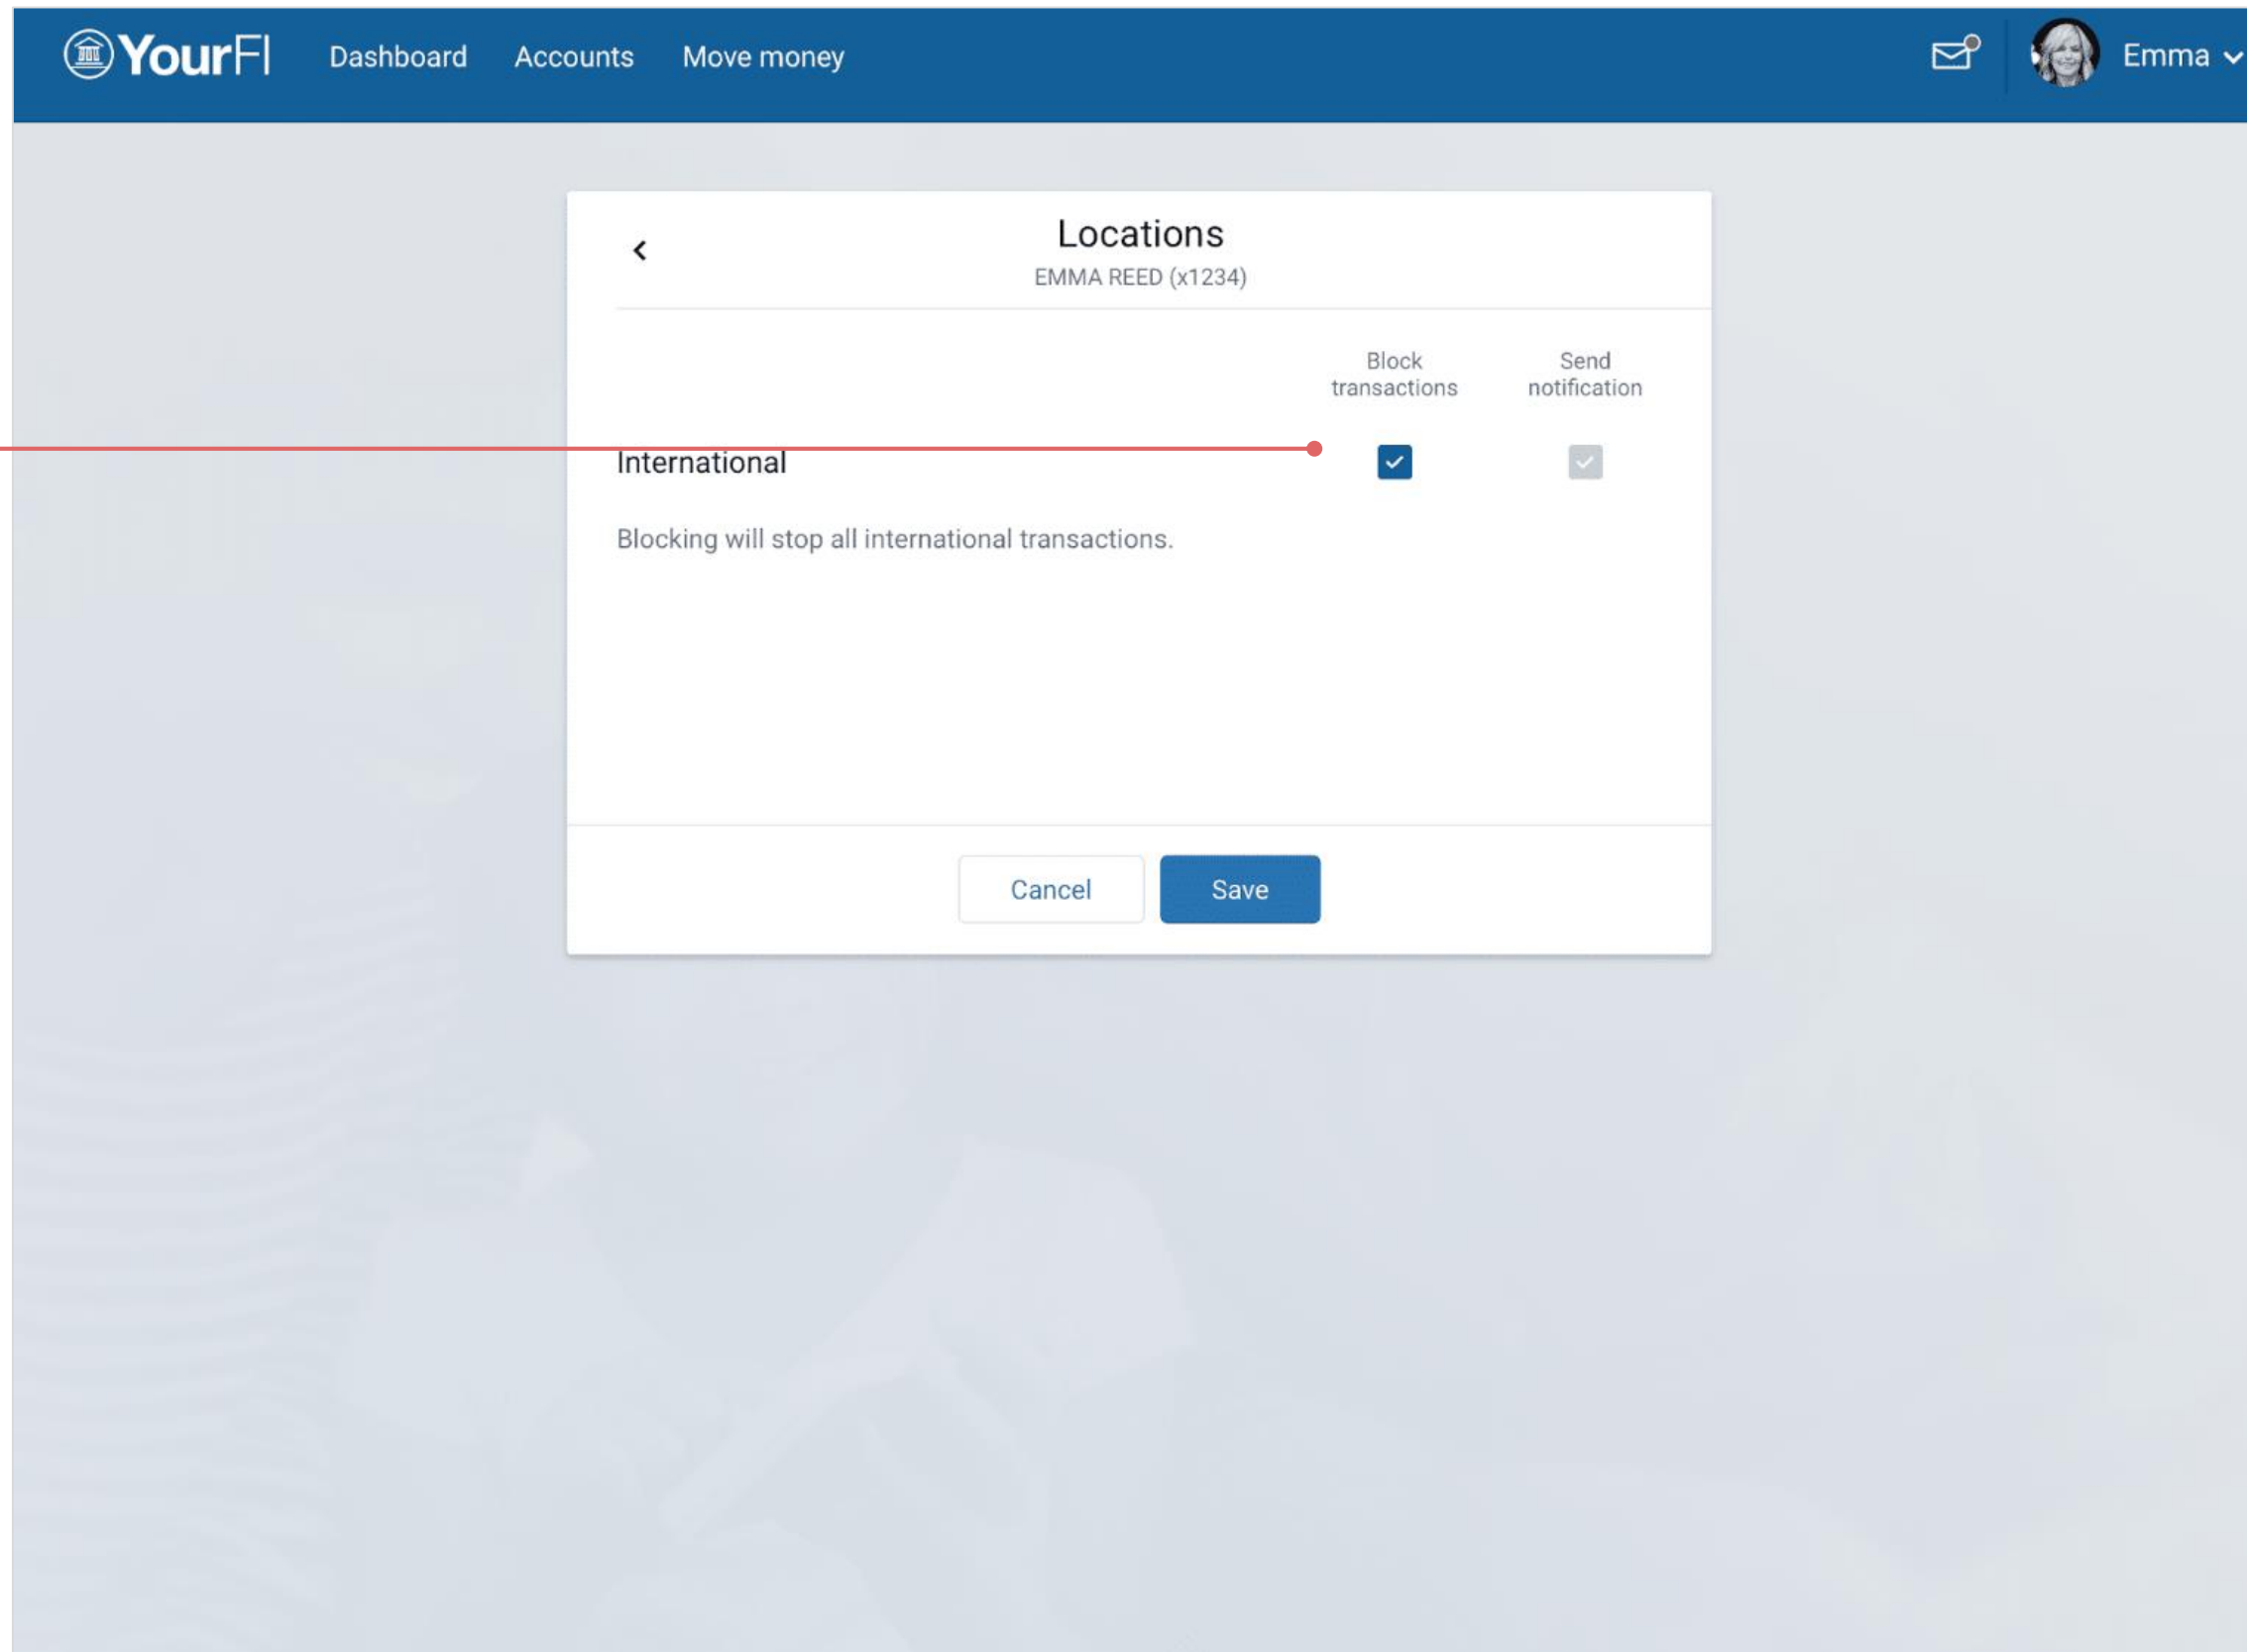 YourFI Dashboard Accounts Move money Emma
Locations
EMMA REED (x1234)
Block transactions
Send notification
International
Blocking will stop all international transactions.
Cancel Save